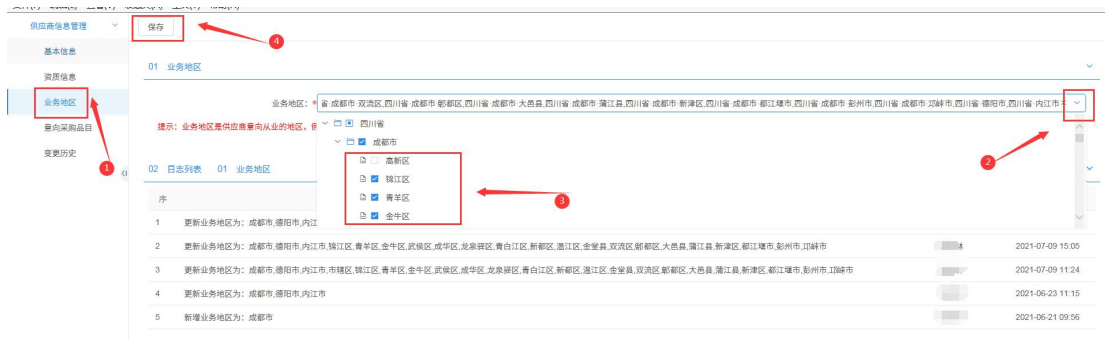 供应商信息管理
保存
4
基本信息
01 业务地区
资质信息
业务地区
业务地区：* 省 成都市 双流区,四川省 成都市 郫都区,四川省 成都市 大邑县,四川省 成都市 蒲江县,四川省 成都市 新津区,四川省 成都市 都江堰市,四川省 成都市 彭州市,四川省 成都市 邛崃市,四川省 德阳市,四川省 内江市
提示：业务地区是供应商意向从业的地区，
四川省
意向采购品目
成都市
2
变更历史
高新区
1
02 日志列表 01 业务地区
锦江区
3
序
青羊区
金牛区
1 更新业务地区为：成都市,德阳市,内江
2 更新业务地区为：成都市,德阳市,内江市,锦江区,青羊区,金牛区,武侯区,成华区,龙泉驿区,青白江区,新都区,温江区,金堂县,双流区,郫都区,大邑县,蒲江县,新津区,都江堰市,彭州市,邛崃市 2021-07-09 15:05
3 更新业务地区为：成都市,德阳市,内江市,市辖区,锦江区,青羊区,金牛区,武侯区,成华区,龙泉驿区,青白江区,新都区,温江区,金堂县,双流区,郫都区,大邑县,蒲江县,新津区,都江堰市,彭州市,邛崃市 2021-07-09 11:24
4 更新业务地区为：成都市,德阳市,内江市 2021-06-23 11:15
5 新增业务地区为：成都市 2021-06-21 09:56